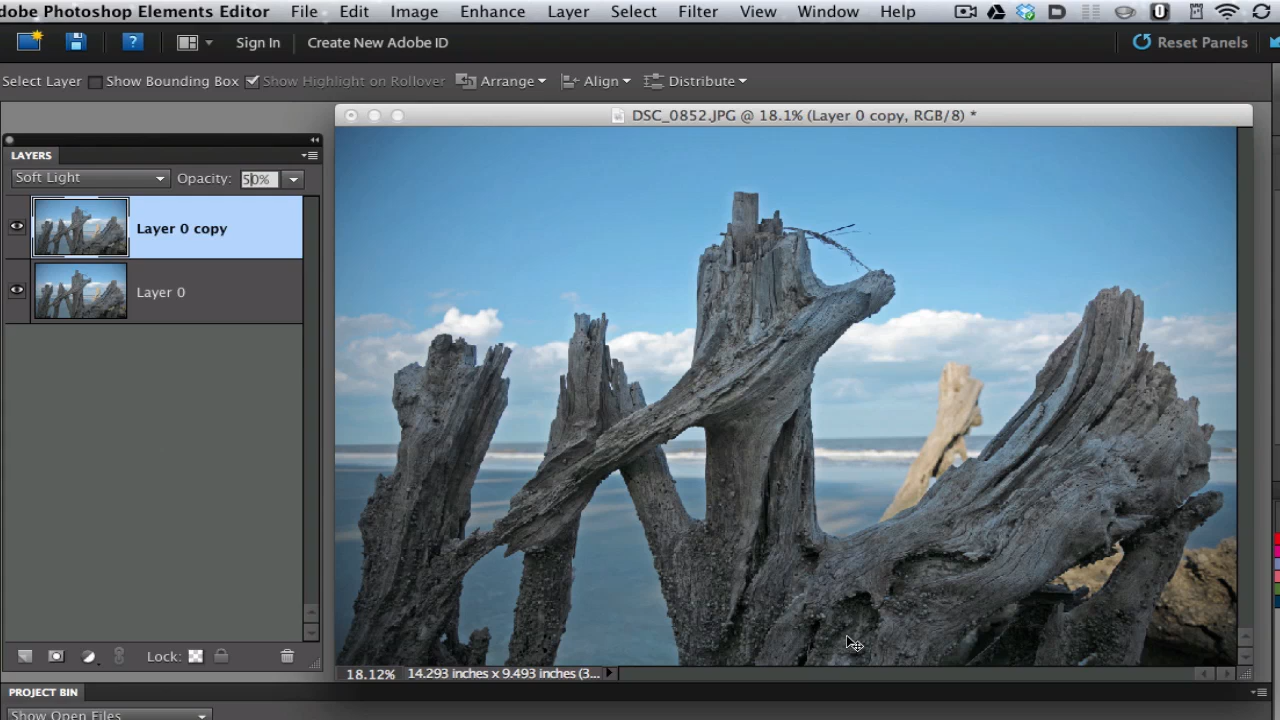 dobe Photoshop Elements Editor File Edit Image Enhance Layer Select Filter View Window Help
? Sign In Create New Adobe ID Reset Panels
Select Layer Show Bounding Box Show Highlight on Rollover Arrange Align Distribute
DSC_0852.JPG @ 18.1% (Layer 0 copy, RGB/8) *
LAYERS
Soft Light Opacity: 50%
Layer 0 copy
Layer 0
Lock:
18.12% 14.293 inches x 9.493 inches (3...
PROJECT BIN
Show Open Files